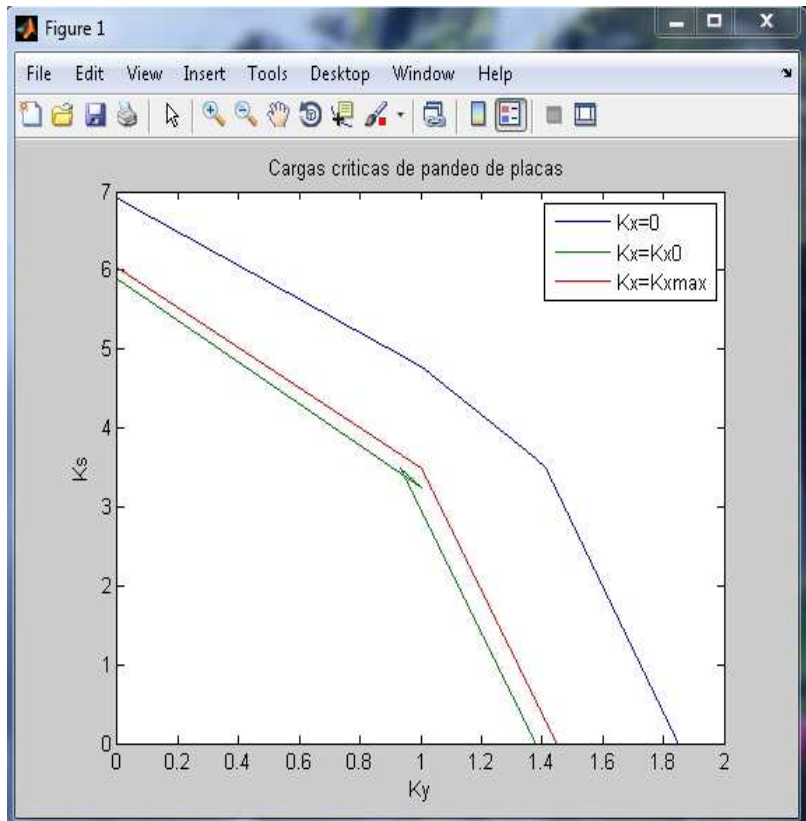 Figure 1
File Edit View Insert Tools Desktop Window Help
Cargas criticas de pandeo de placas
Kx=0
Kx=Kx0
Kx=Kxmax
7
6
5
4
3
2
1
0
Ks
0 0.2 0.4 0.6 0.8 1 1.2 1.4 1.6 1.8 2
Ky